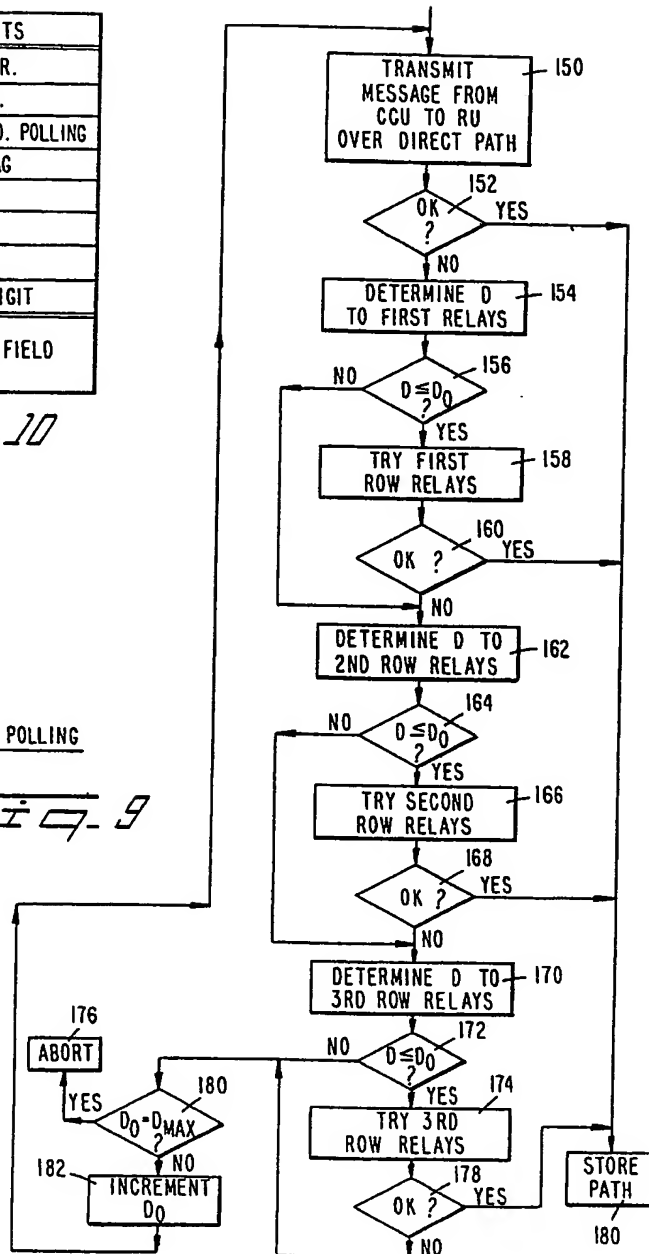 TS
R.
.
O. POLLING
AG
IGIT
FIELD
10
POLLING
Fig. 9
TRANSMIT
MESSAGE FROM
CCU TO RU
OVER DIRECT PATH
150
OK
?
152
YES
NO
DETERMINE D
TO FIRST RELAYS
154
156
NO
D≤D0
?
YES
TRY FIRST
ROW RELAYS
158
160
OK ?
YES
NO
DETERMINE D TO
2ND ROW RELAYS
162
164
NO
D≤D0
?
YES
TRY SECOND
ROW RELAYS
166
168
OK ?
YES
NO
DETERMINE D TO
3RD ROW RELAYS
170
172
NO
D≤D0
?
YES
176
ABORT
YES
180
D0=DMAX
?
NO
182
INCREMENT
D0
TRY 3RD
ROW RELAYS
174
178
OK ?
YES
NO
STORE
PATH
180